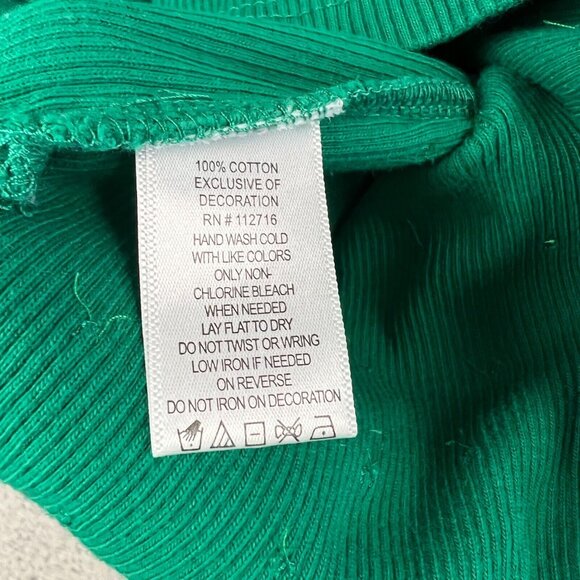 100% COTTON
EXCLUSIVE OF
DECORATION
RN # 112716
HAND WASH COLD
WITH LIKE COLORS
ONLY NON-
CHLORINE BLEACH
WHEN NEEDED
LAY FLAT TO DRY
DO NOT TWIST OR WRING
LOW IRON IF NEEDED
ON REVERSE
DO NOT IRON ON DECORATION